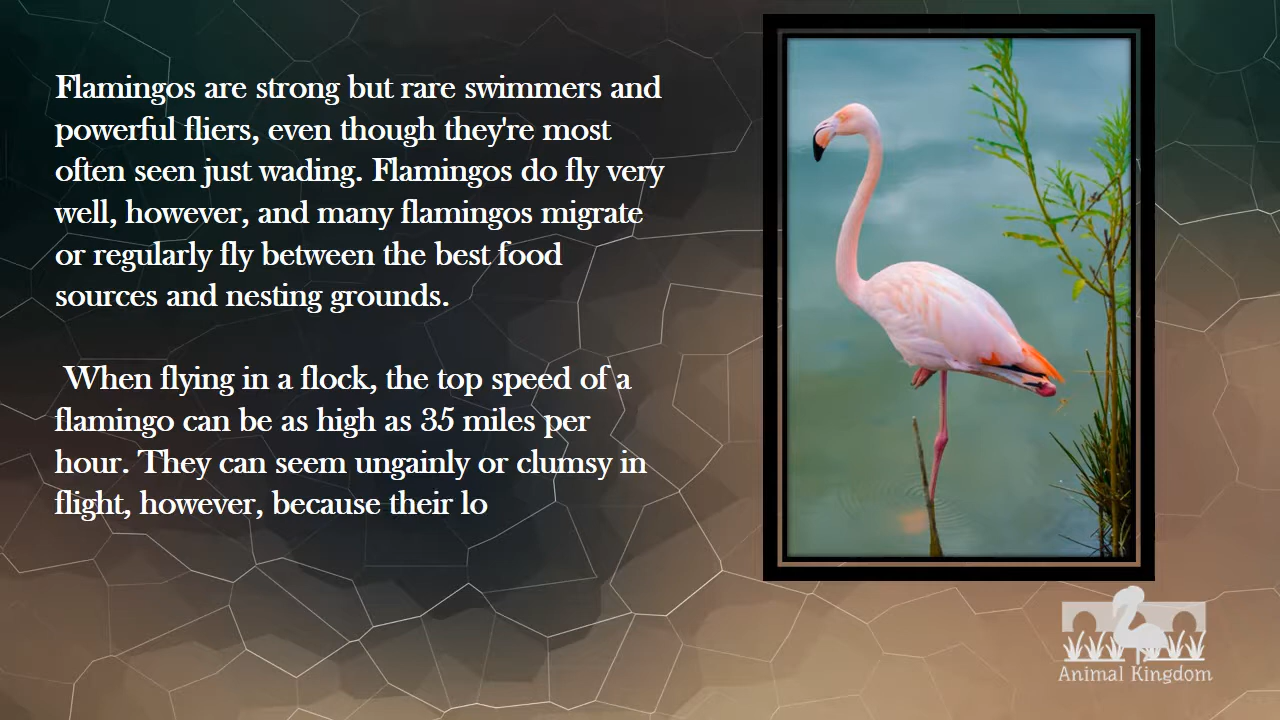 Flamingos are strong but rare swimmers and
powerful fliers, even though they're most
often seen just wading. Flamingos do fly very
well, however, and many flamingos migrate
or regularly fly between the best food
sources and nesting grounds.
When flying in a flock, the top speed of a
flamingo can be as high as 35 miles per
hour. They can seem ungainly or clumsy in
flight, however, because their lo
Animal Kingdom